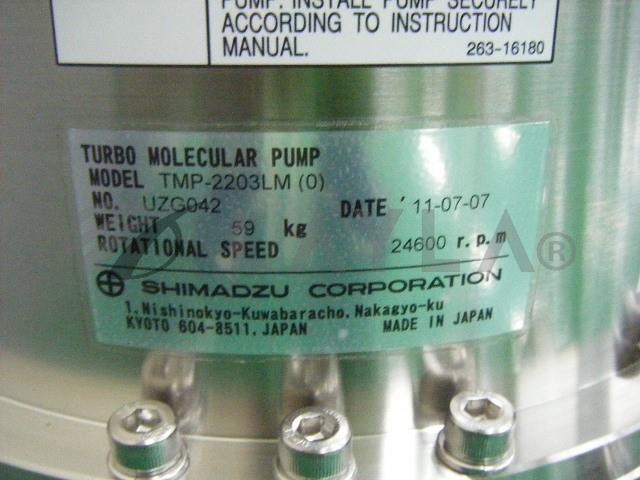 PUMP. INSTALL PUMP SECURELY
ACCORDING TO INSTRUCTION
MANUAL.
263-16180
TURBO MOLECULAR PUMP
MODEL TMP-2203LM (O)
NO. UZG042 DATE '11-07-07
WEIGHT 59 kg
ROTATIONAL SPEED 24600 r.p.m
SHIMADZU CORPORATION
1. Nishinokyo-Kuwabaracho. Nakagyo-ku
KYOTO 604-8511. JAPAN MADE IN JAPAN